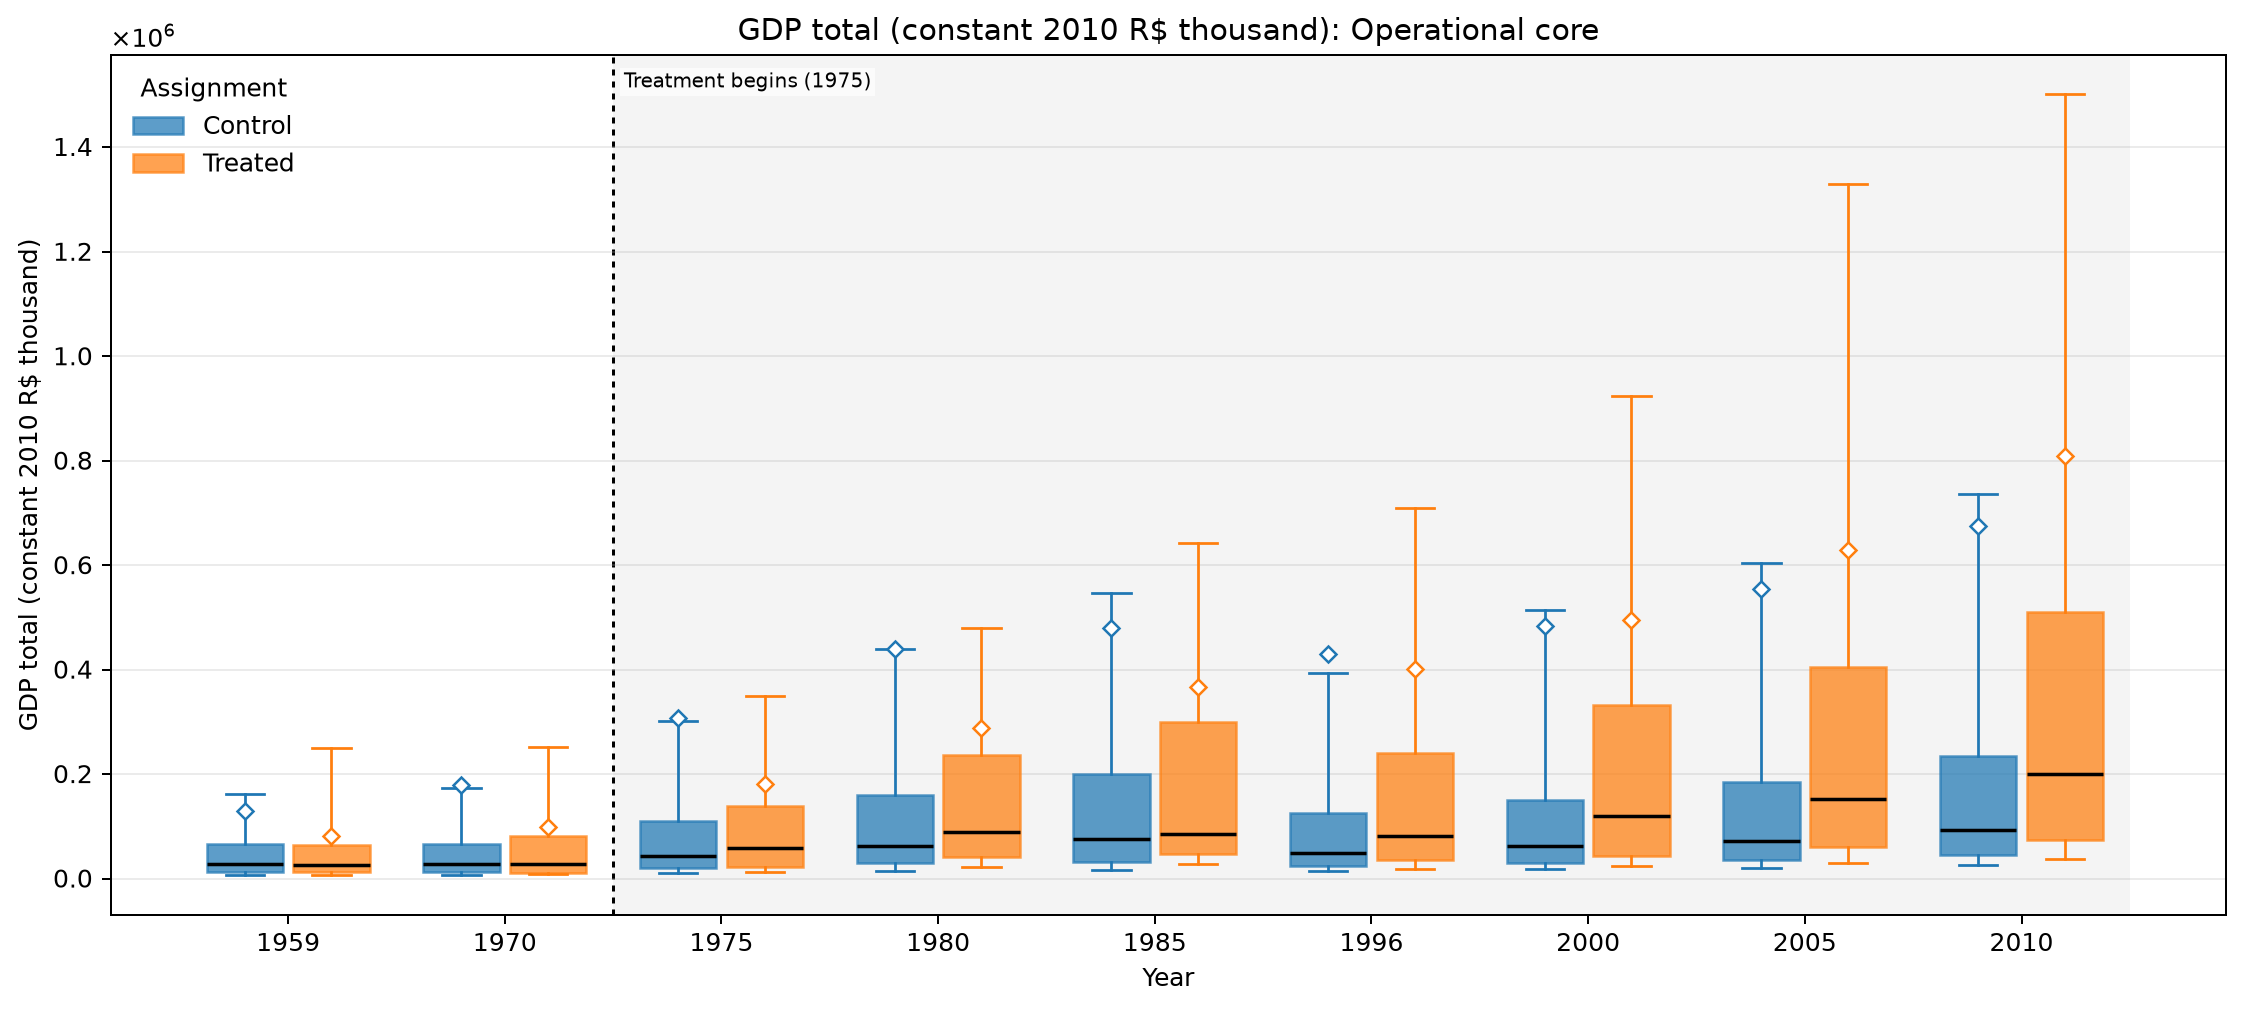 GDP total (constant 2010 R$ thousand): Operational core
×10⁶
Assignment
Control
Treated
Treatment begins (1975)
GDP total (constant 2010 R$ thousand)
1.4
1.2
1.0
0.8
0.6
0.4
0.2
0.0
1959 1970 1975 1980 1985 1996 2000 2005 2010
Year